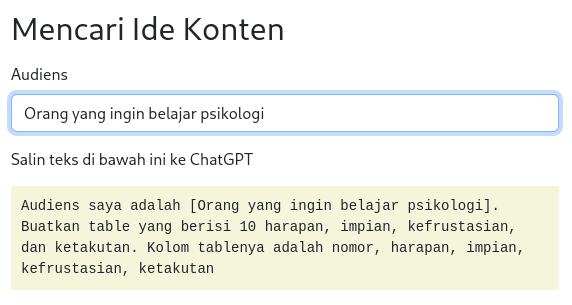 Mencari Ide Konten
Audiens
Orang yang ingin belajar psikologi
Salin teks di bawah ini ke ChatGPT
Audiens saya adalah [Orang yang ingin belajar psikologi].
Buatkan table yang berisi 10 harapan, impian, kefrustasian,
dan ketakutan. Kolom tablenya adalah nomor, harapan, impian,
kefrustasian, ketakutan